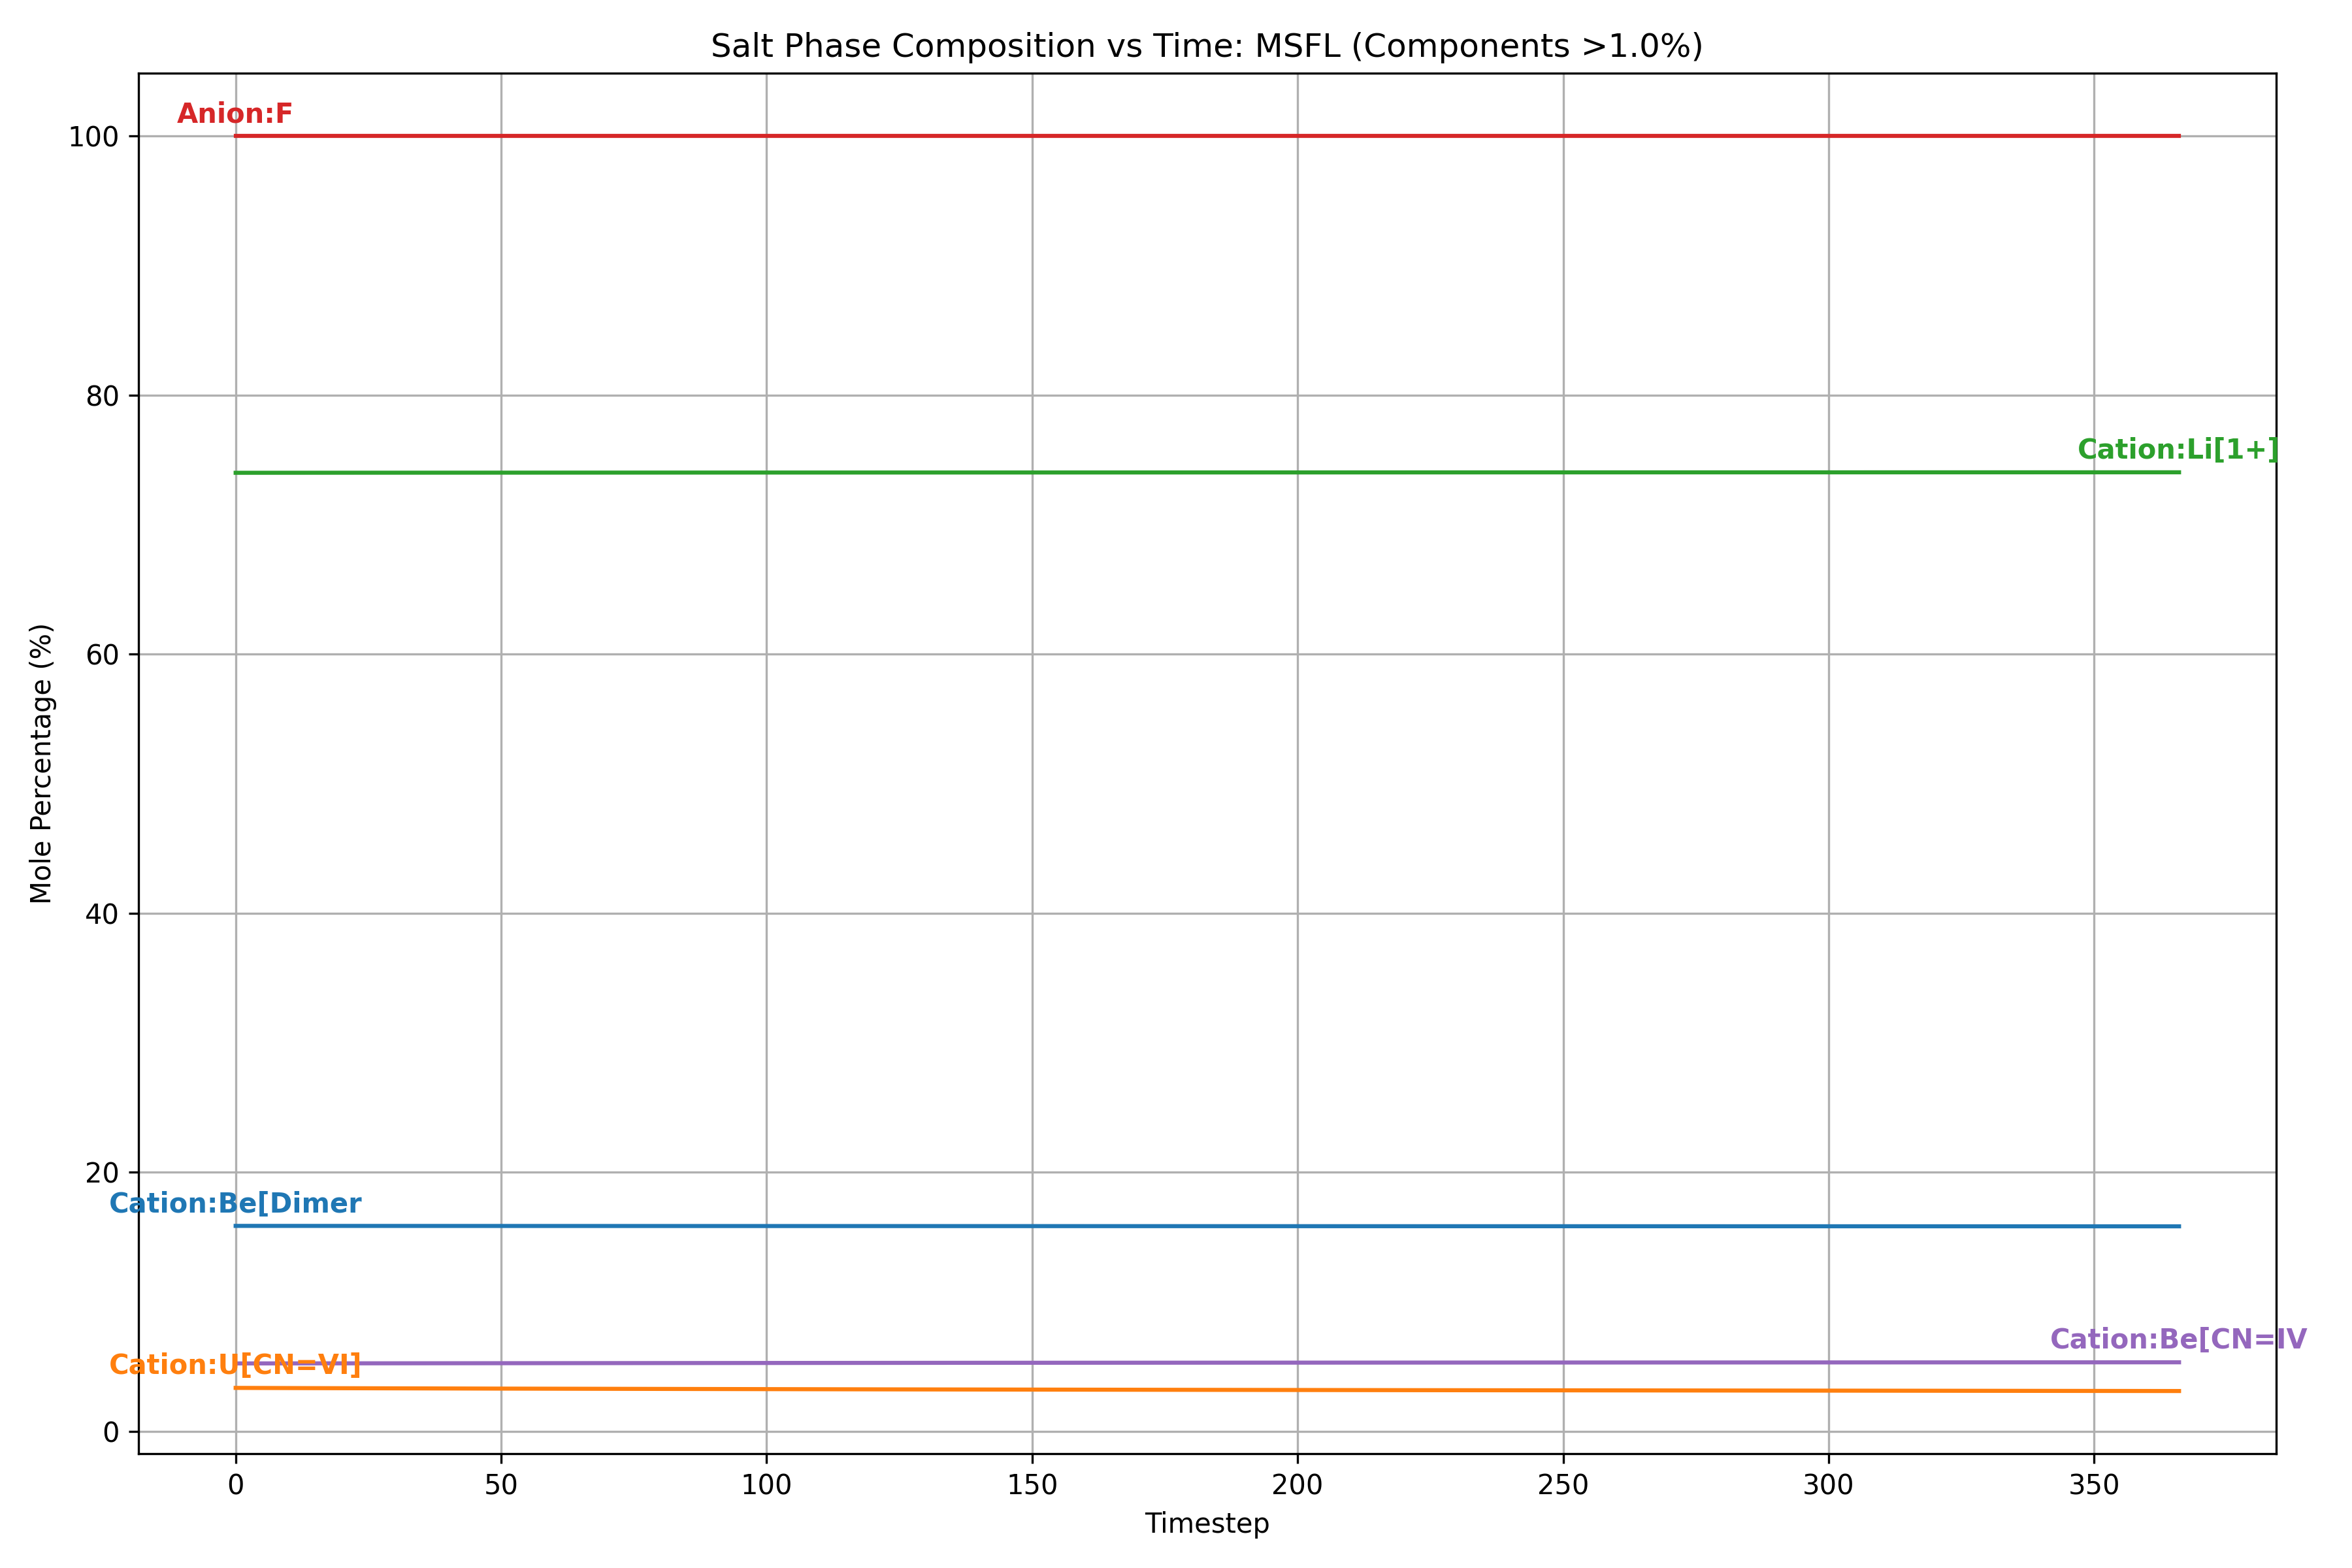 Salt Phase Composition vs Time: MSFL (Components >1.0%)
Anion:F
100
80
Cation:Li[1+]
60
Mole Percentage (%)
40
20
Cation:Be[Dimer
Cation:Be[CN=IV
Cation:U[CN=VI]
0
0 50 100 150 200 250 300 350
Timestep